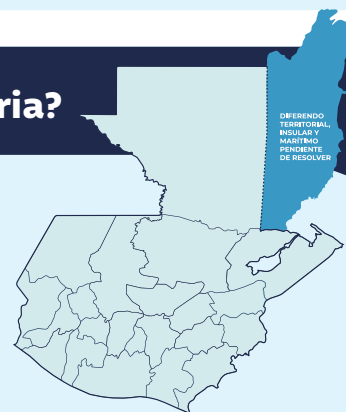 ria?
DIFERENDO
TERRITORIAL,
INSULAR Y
MARÍTIMO
PENDIENTE
DE RESOLVER